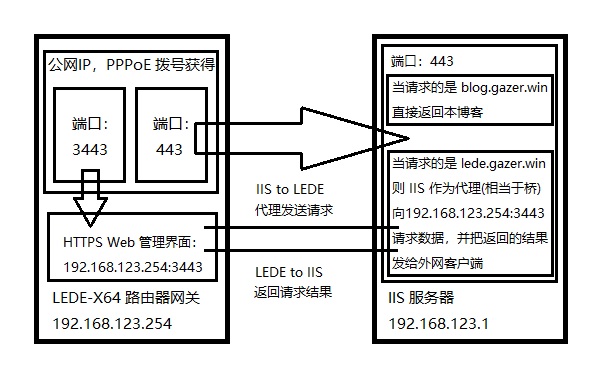 公网IP，PPPoE 拨号获得
端口：
3443
端口：
443
HTTPS Web 管理界面：
192.168.123.254:3443
LEDE-X64 路由器网关
192.168.123.254
IIS to LEDE
代理发送请求
LEDE to IIS
返回请求结果
端口：443
当请求的是 blog.gazer.win
直接返回本博客
当请求的是 lede.gazer.win
则 IIS 作为代理(相当于桥)
向192.168.123.254:3443
请求数据，并把返回的结果
发给外网客户端
IIS 服务器
192.168.123.1